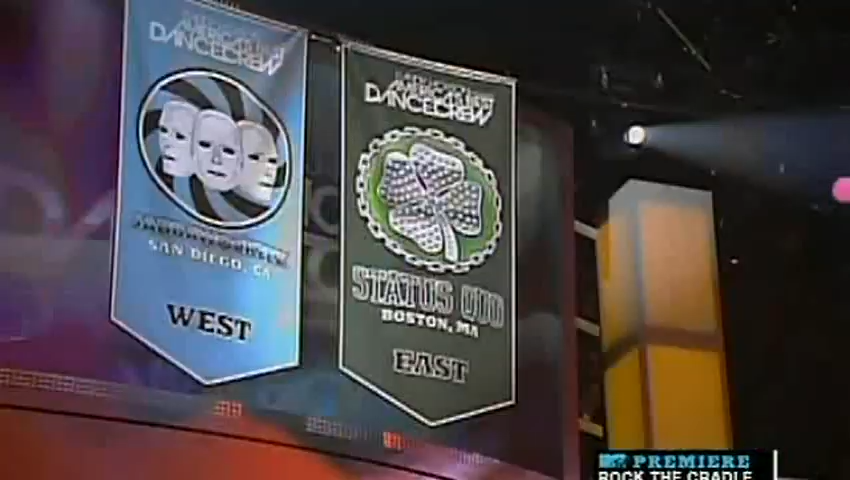 AMERICA'S BEST
DANCECREW
SAN DIEGO, CA
WEST
AMERICA'S BEST
DANCECREW
STATUS QUO
BOSTON, MA
EAST
MTV PREMIERE
ROCK THE CRADLE